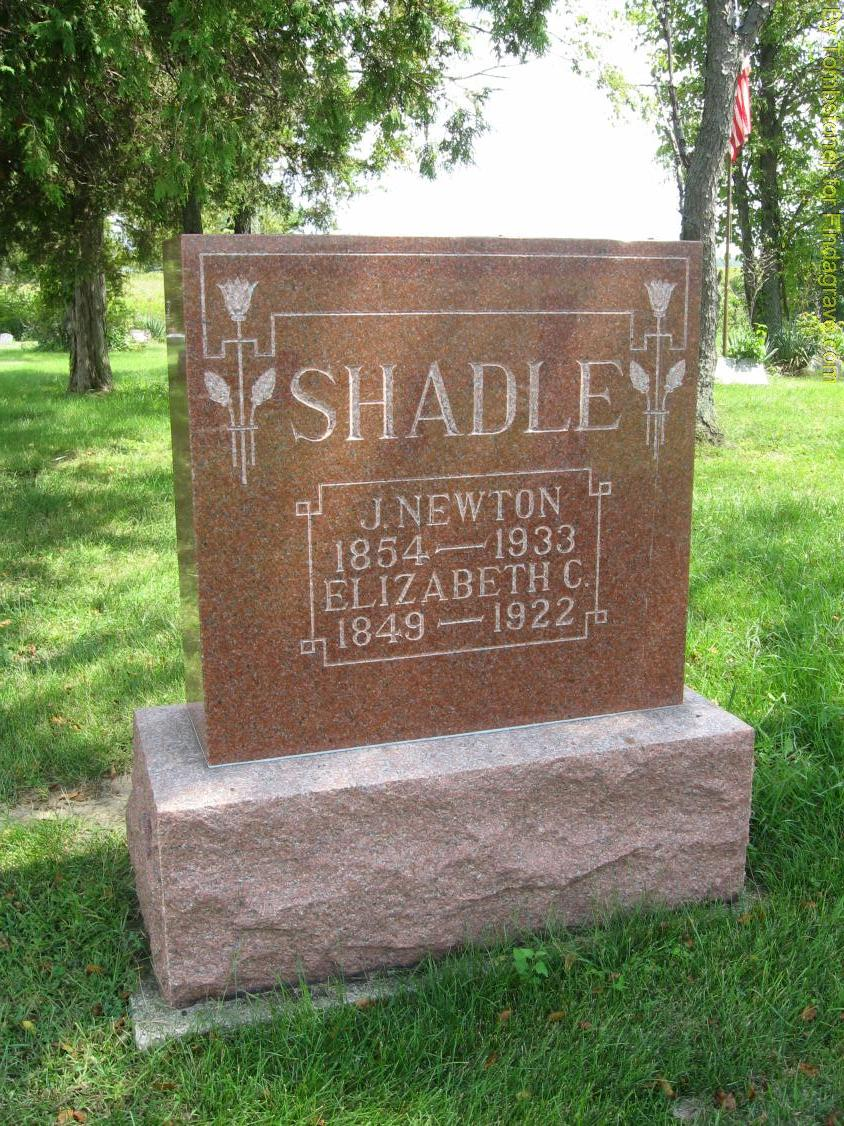 SHADLE
J. NEWTON
1854 — 1933
ELIZABETH C.
1849 — 1922